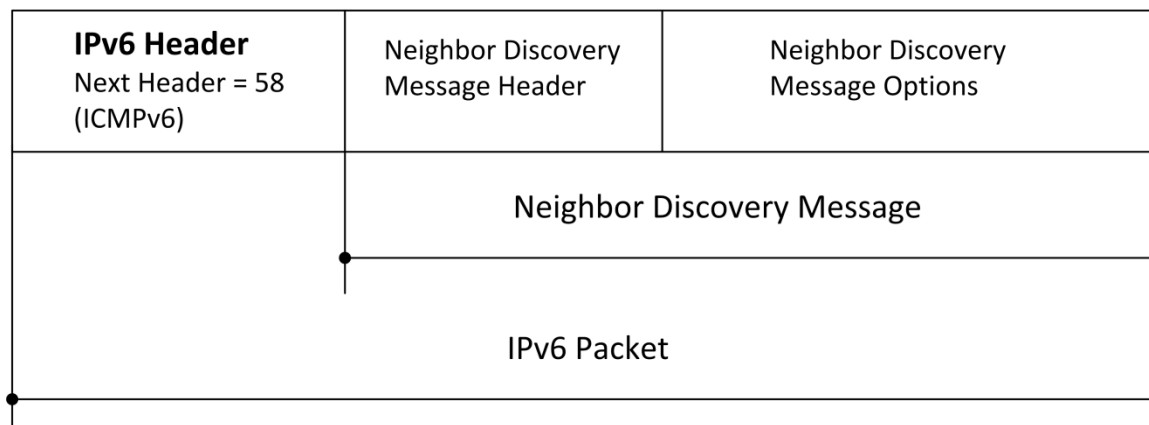 IPv6 Header
Next Header = 58
(ICMPv6)
Neighbor Discovery
Message Header
Neighbor Discovery
Message Options
Neighbor Discovery Message
IPv6 Packet